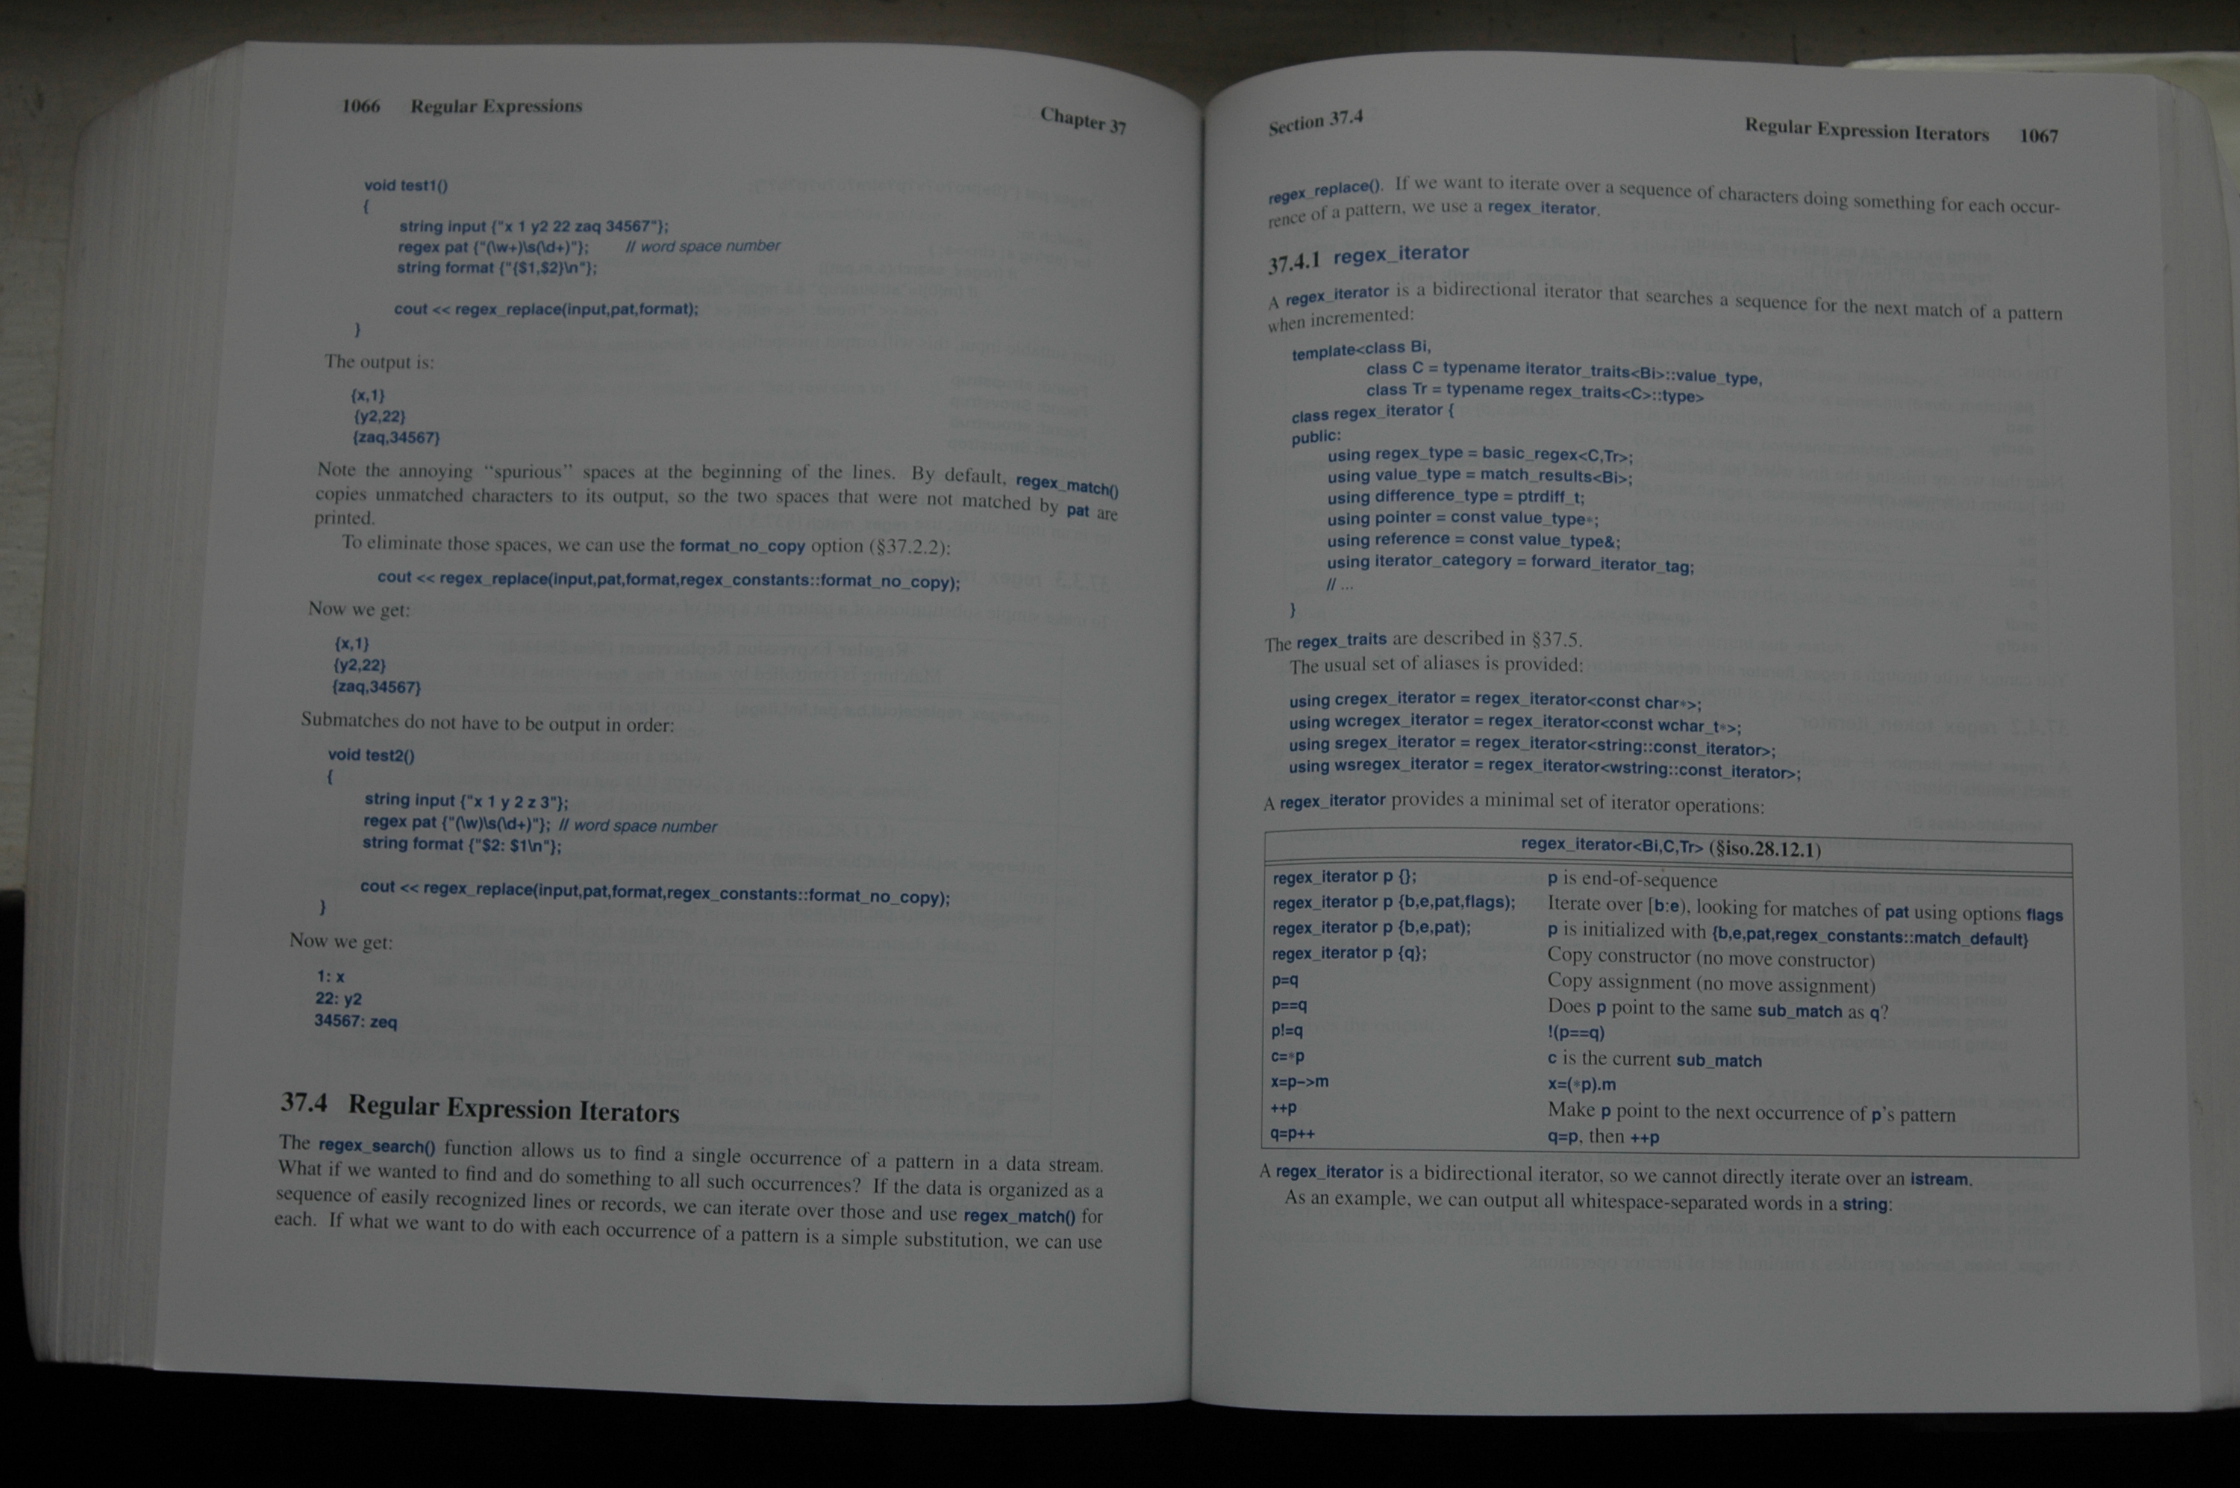 1066 Regular Expressions Chapter 37
void test1()
{
string input {"x 1 y2 22 zaq 34567"};
regex pat {"(\w+)\s(\d+)"}; // word space number
string format {"{$1,$2}\n"};
cout << regex_replace(input,pat,format);
}
The output is:
{x,1}
{y2,22}
{zaq,34567}
Note the annoying "spurious" spaces at the beginning of the lines. By default, regex_match()
copies unmatched characters to its output, so the two spaces that were not matched by pat are
printed.
To eliminate those spaces, we can use the format_no_copy option (§37.2.2):
cout << regex_replace(input,pat,format,regex_constants::format_no_copy);
Now we get:
{x,1}
{y2,22}
{zaq,34567}
Submatches do not have to be output in order:
void test2()
{
string input {"x 1 y 2 z 3"};
regex pat {"(\w)\s(\d+)"}; // word space number
string format {"$2: $1\n"};
cout << regex_replace(input,pat,format,regex_constants::format_no_copy);
}
Now we get:
1: x
22: y2
34567: zeq
37.4 Regular Expression Iterators
The regex_search() function allows us to find a single occurrence of a pattern in a data stream.
What if we wanted to find and do something to all such occurrences? If the data is organized as a
sequence of easily recognized lines or records, we can iterate over those and use regex_match() for
each. If what we want to do with each occurrence of a pattern is a simple substitution, we can use
Section 37.4 Regular Expression Iterators 1067
regex_replace(). If we want to iterate over a sequence of characters doing something for each occur-
rence of a pattern, we use a regex_iterator.
37.4.1 regex_iterator
A regex_iterator is a bidirectional iterator that searches a sequence for the next match of a pattern
when incremented:
template<class Bi,
class C = typename iterator_traits<Bi>::value_type,
class Tr = typename regex_traits<C>::type>
class regex_iterator {
public:
using regex_type = basic_regex<C,Tr>;
using value_type = match_results<Bi>;
using difference_type = ptrdiff_t;
using pointer = const value_type*;
using reference = const value_type&;
using iterator_category = forward_iterator_tag;
// ...
}
The regex_traits are described in §37.5.
The usual set of aliases is provided:
using cregex_iterator = regex_iterator<const char*>;
using wcregex_iterator = regex_iterator<const wchar_t*>;
using sregex_iterator = regex_iterator<string::const_iterator>;
using wsregex_iterator = regex_iterator<wstring::const_iterator>;
A regex_iterator provides a minimal set of iterator operations:
regex_iterator<Bi,C,Tr> (§iso.28.12.1)
regex_iterator p {}; p is end-of-sequence
regex_iterator p {b,e,pat,flags); Iterate over [b:e), looking for matches of pat using options flags
regex_iterator p {b,e,pat); p is initialized with {b,e,pat,regex_constants::match_default}
regex_iterator p {q}; Copy constructor (no move constructor)
p=q Copy assignment (no move assignment)
p==q Does p point to the same sub_match as q?
p!=q !(p==q)
c=*p c is the current sub_match
x=p->m x=(*p).m
++p Make p point to the next occurrence of p's pattern
q=p++ q=p, then ++p
A regex_iterator is a bidirectional iterator, so we cannot directly iterate over an istream.
As an example, we can output all whitespace-separated words in a string: